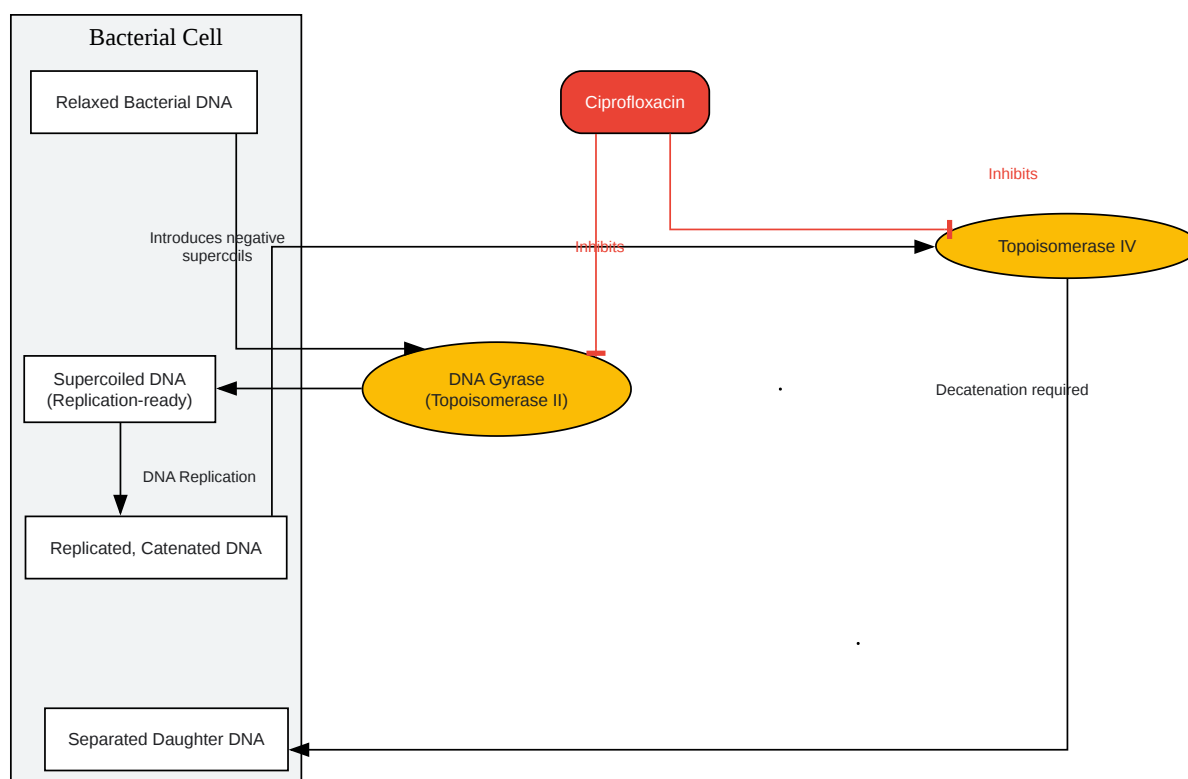 Bacterial Cell
Relaxed Bacterial DNA
Ciprofloxacin
Inhibits
Introduces negative
supercoils
Inhibits
Topoisomerase IV
Supercoiled DNA
(Replication-ready)
DNA Gyrase
(Topoisomerase II)
Decatenation required
DNA Replication
Replicated, Catenated DNA
Separated Daughter DNA